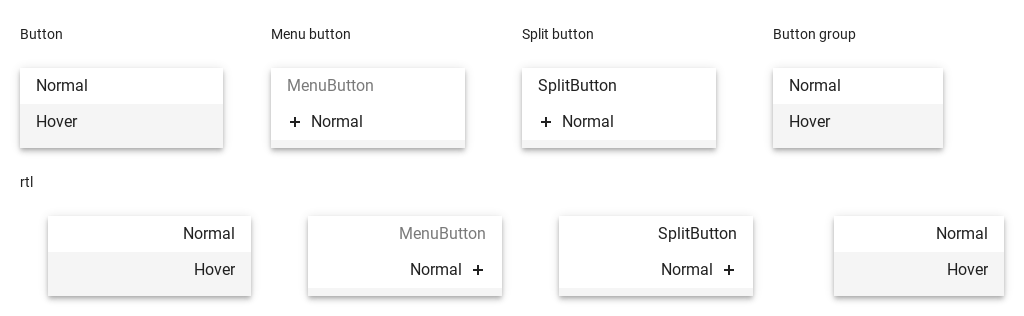 Button
Menu button
Split button
Button group
Normal
MenuButton
SplitButton
Normal
Hover
+ Normal
+ Normal
Hover
rtl
Normal
MenuButton
SplitButton
Normal
Hover
Normal +
Normal +
Hover